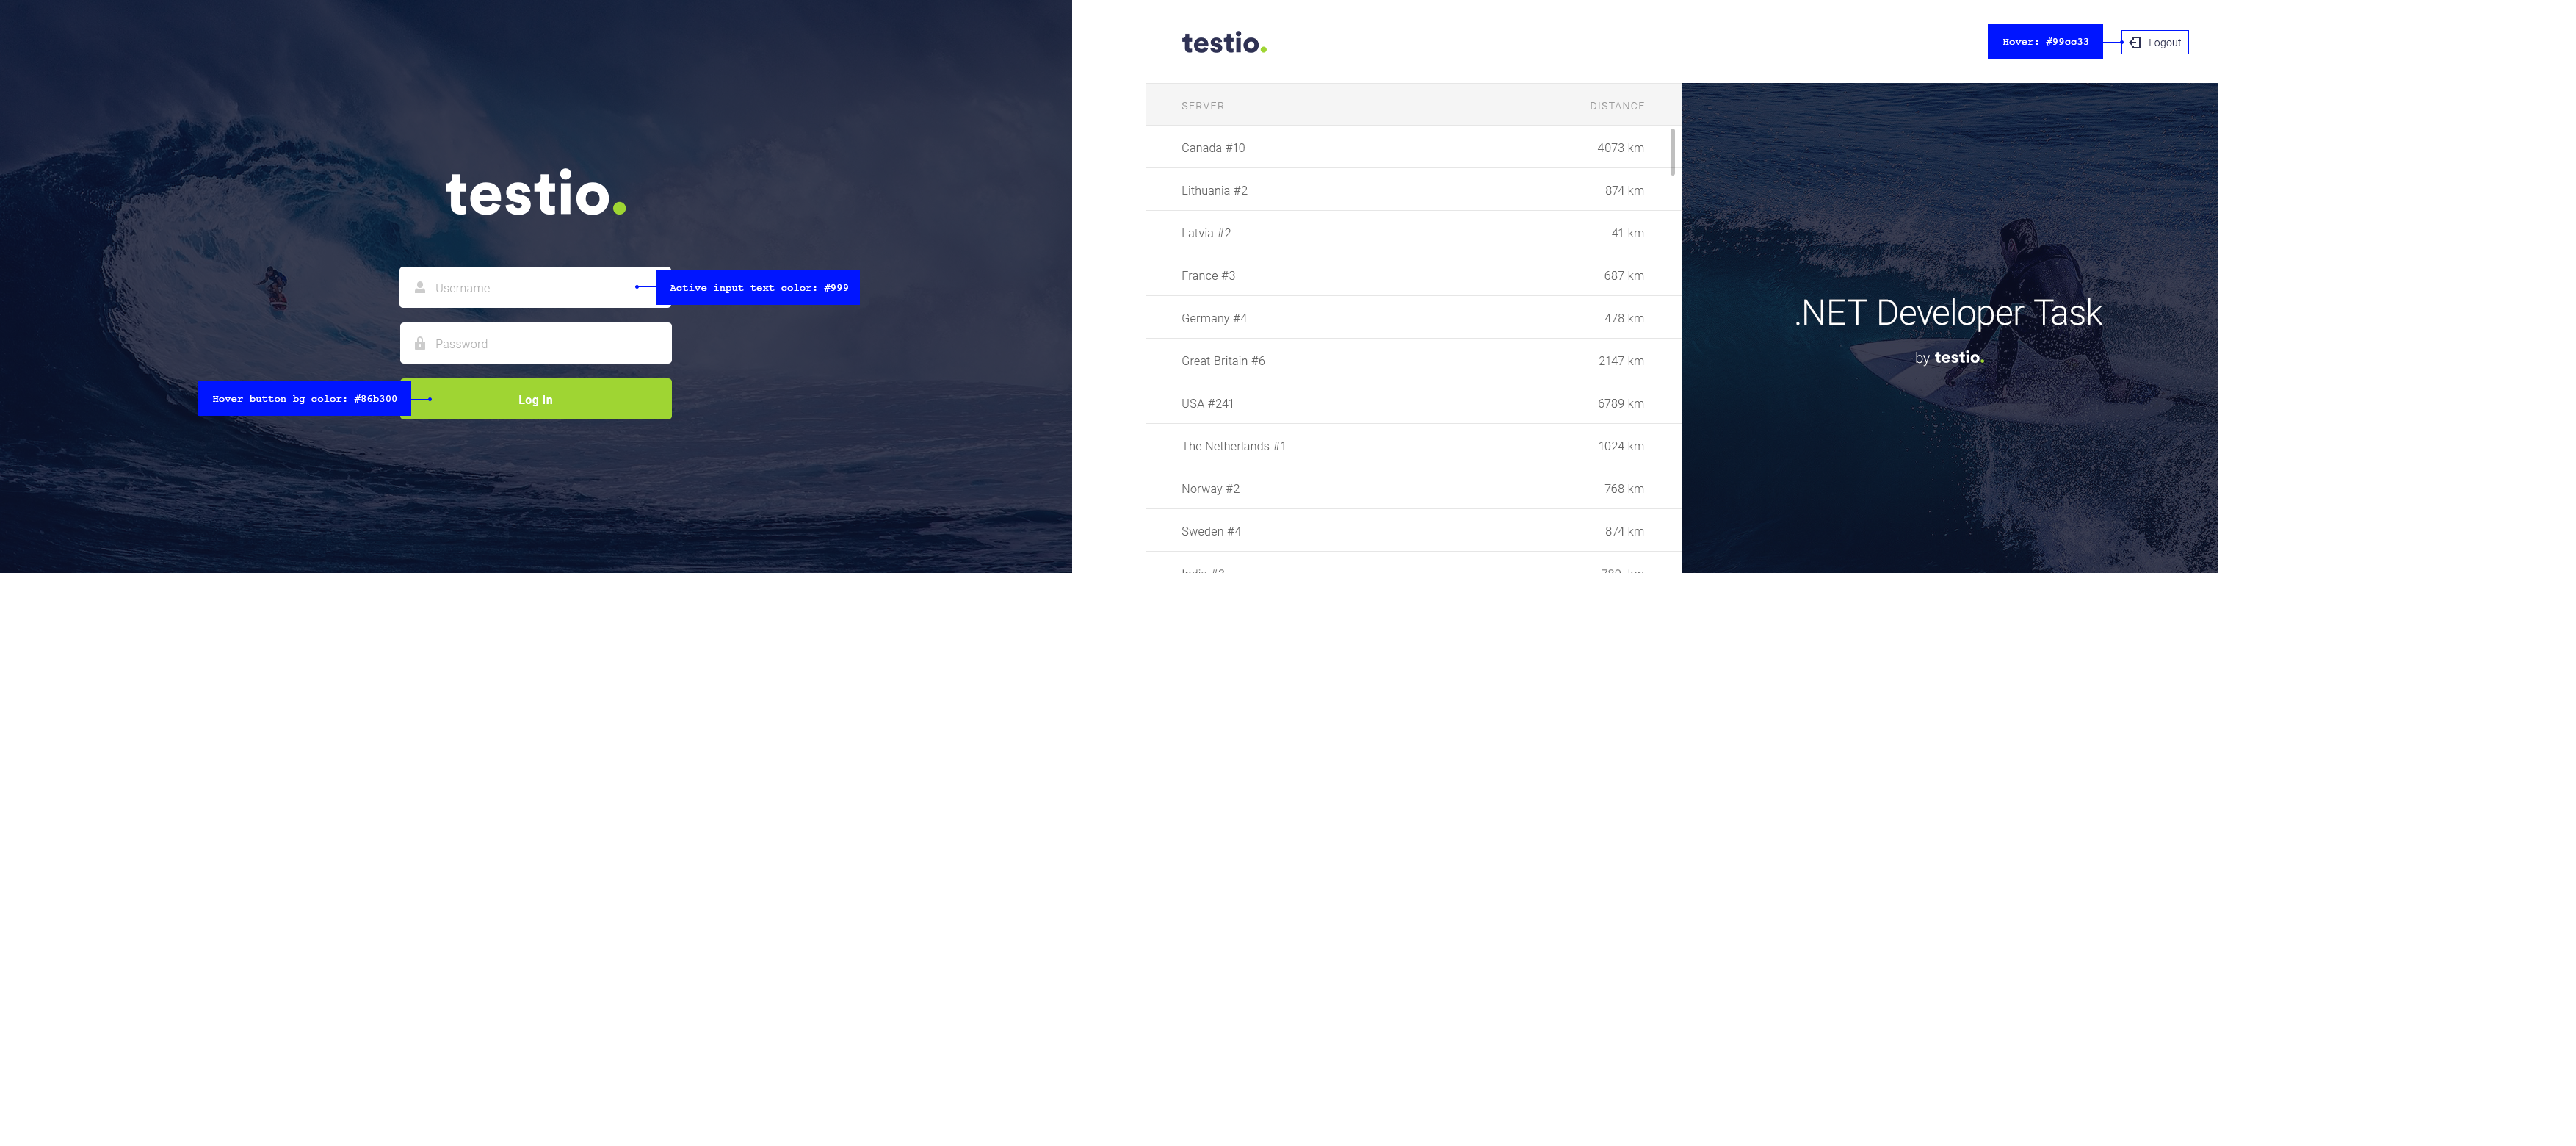 testio.
Username
Active input text color: #999
Password
Hover button bg color: #86b300
Log In
testio.
Hover: #99cc33
Logout
SERVER DISTANCE
Canada #10 4073 km
Lithuania #2 874 km
Latvia #2 41 km
France #3 687 km
Germany #4 478 km
Great Britain #6 2147 km
USA #241 6789 km
The Netherlands #1 1024 km
Norway #2 768 km
Sweden #4 874 km
.NET Developer Task
by testio.